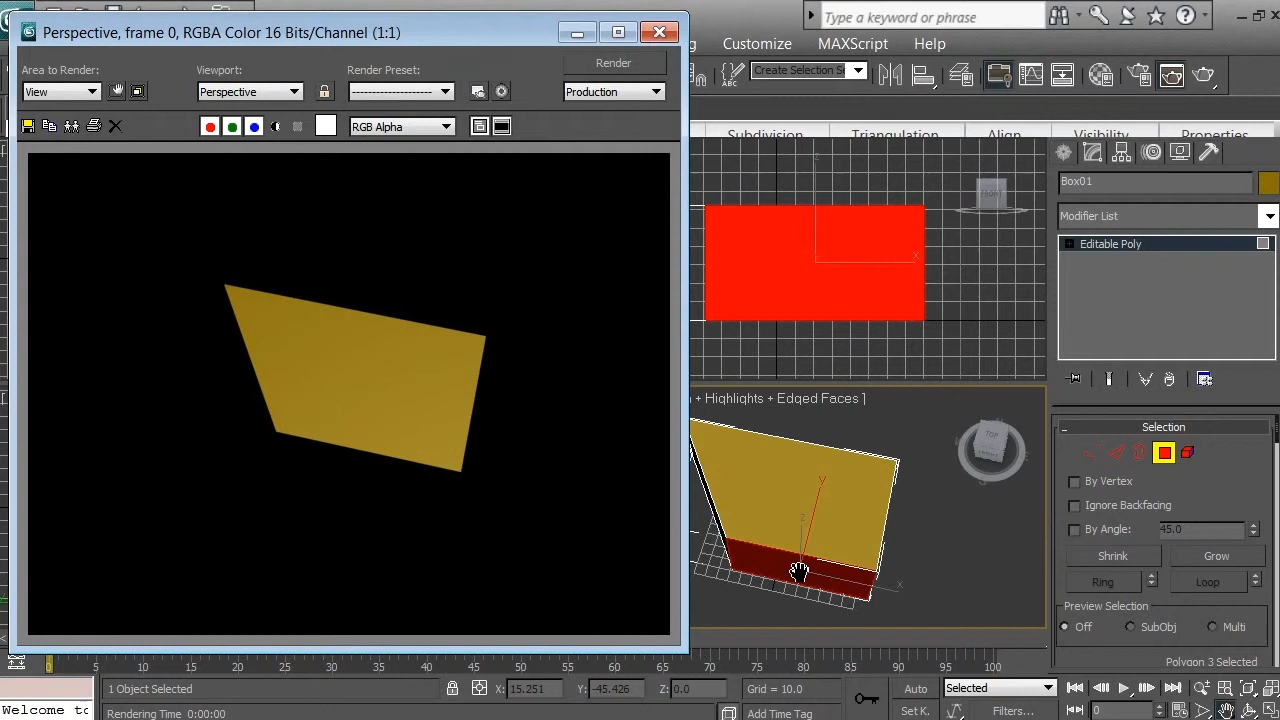 Perspective, frame 0, RGBA Color 16 Bits/Channel (1:1)
Type a keyword or phrase
Customize MAXScript Help
Area to Render:
Viewport:
Render Preset:
Render
View
Perspective
Production
Create Selection Se
ABC
RGB Alpha
Subdivision Triangulation Align Visibility Properties
FRONT
z
x
Box01
Modifier List
Editable Poly
+ Highlights + Edged Faces ]
TOP
y
z
x
Selection
By Vertex
Ignore Backfacing
By Angle: 45.0
Shrink Grow
Ring Loop
Preview Selection
Off SubObj Multi
Polygon 3 Selected
0 5 10 15 20 25 30 35 40 45 50 55 60 65 70 75 80 85 90 95 100
1 Object Selected
X: 15.251 Y: -45.426 Z: 0.0
Grid = 10.0
Auto
Selected
Welcome to
Rendering Time 0:00:00
Add Time Tag
Set K.
Filters...
0